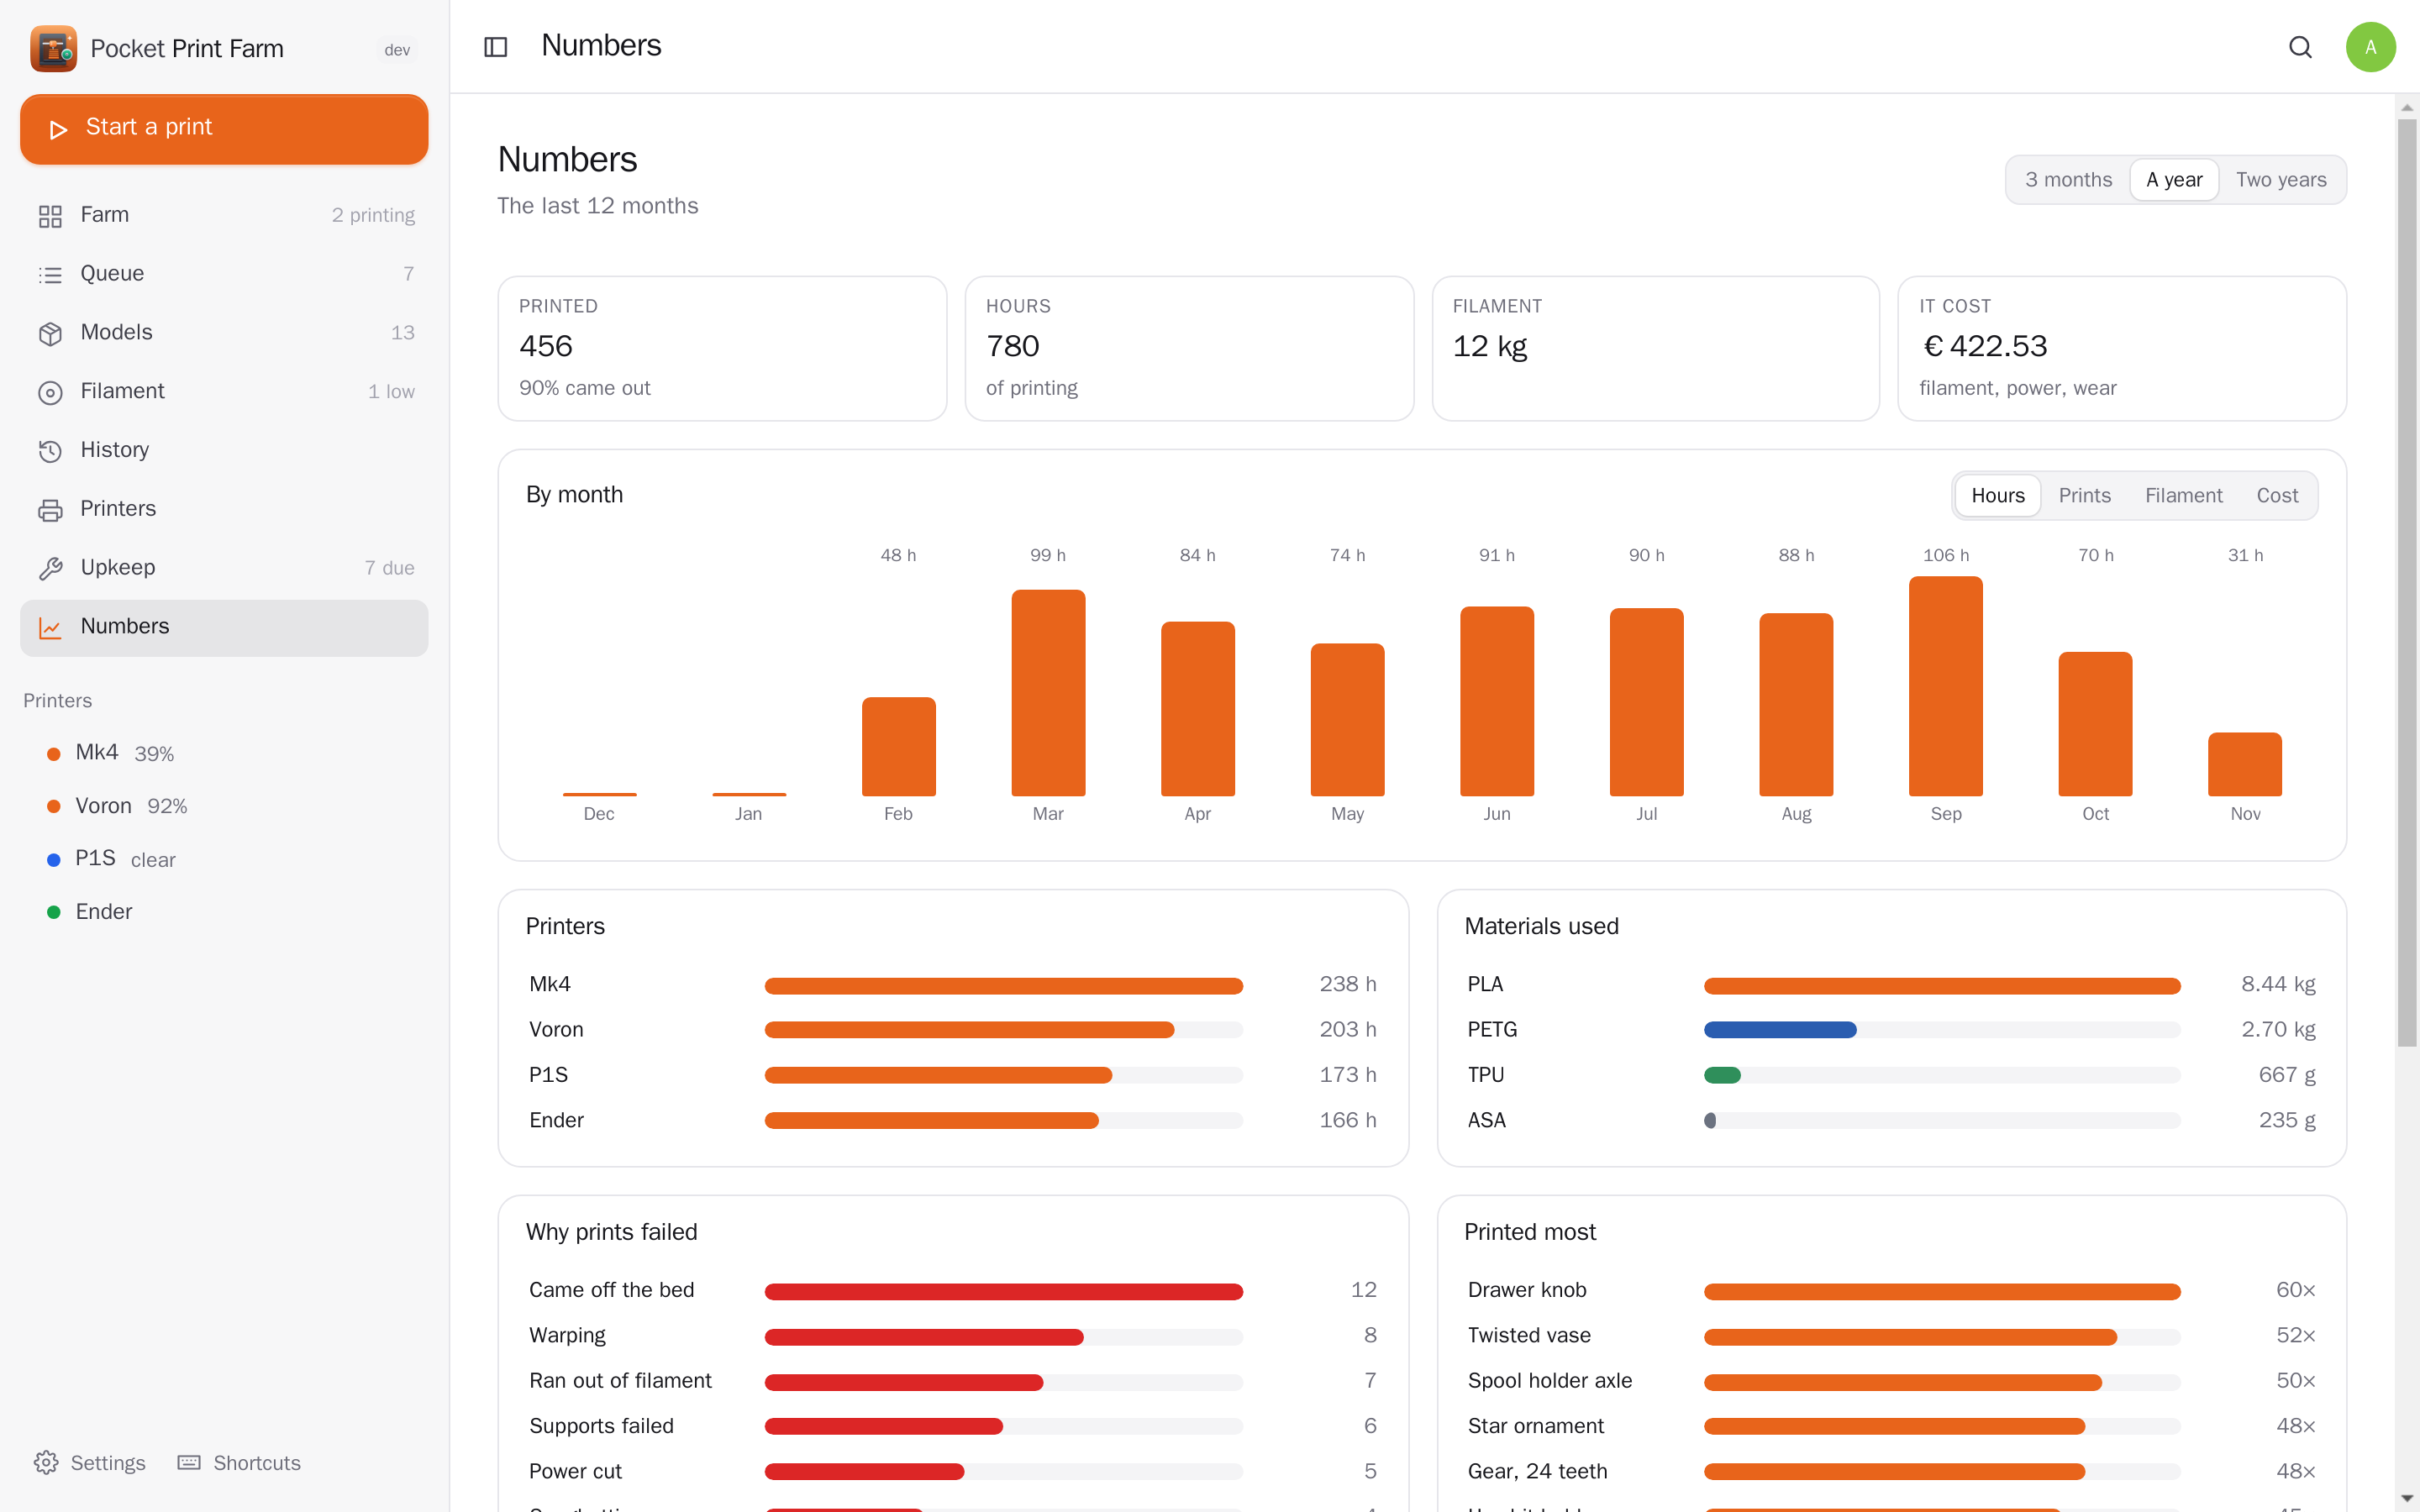 Pocket Print Farm
dev
Start a print
Farm 2 printing
Queue 7
Models 13
Filament 1 low
History
Printers
Upkeep 7 due
Numbers
Printers
Mk4 39%
Voron 92%
P1S clear
Ender
Settings
Shortcuts
Numbers
A
Numbers
The last 12 months
3 months
A year
Two years
PRINTED
456
90% came out
HOURS
780
of printing
FILAMENT
12 kg
IT COST
€ 422.53
filament, power, wear
By month
Hours
Prints
Filament
Cost
48 h
99 h
84 h
74 h
91 h
90 h
88 h
106 h
70 h
31 h
Dec
Jan
Feb
Mar
Apr
May
Jun
Jul
Aug
Sep
Oct
Nov
Printers
Mk4 238 h
Voron 203 h
P1S 173 h
Ender 166 h
Materials used
PLA 8.44 kg
PETG 2.70 kg
TPU 667 g
ASA 235 g
Why prints failed
Came off the bed 12
Warping 8
Ran out of filament 7
Supports failed 6
Power cut 5
Printed most
Drawer knob 60×
Twisted vase 52×
Spool holder axle 50×
Star ornament 48×
Gear, 24 teeth 48×